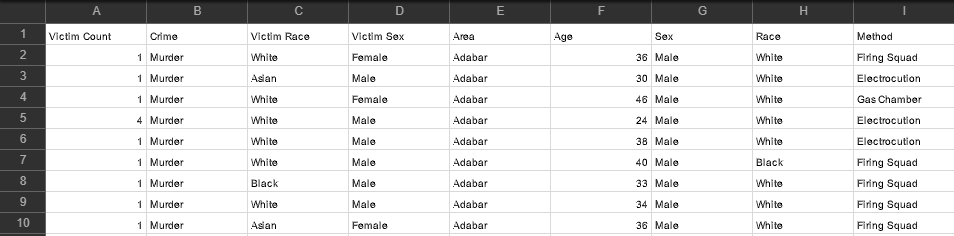 A B C D E F G H I
1 Victim Count Crime Victim Race Victim Sex Area Age Sex Race Method
2 1 Murder White Female Adabar 36 Male White Firing Squad
3 1 Murder Asian Male Adabar 30 Male White Electrocution
4 1 Murder White Female Adabar 46 Male White Gas Chamber
5 4 Murder White Male Adabar 24 Male White Electrocution
6 1 Murder White Male Adabar 38 Male White Electrocution
7 1 Murder White Male Adabar 40 Male Black Firing Squad
8 1 Murder Black Male Adabar 33 Male White Firing Squad
9 1 Murder White Male Adabar 34 Male White Firing Squad
10 1 Murder Asian Female Adabar 36 Male White Firing Squad